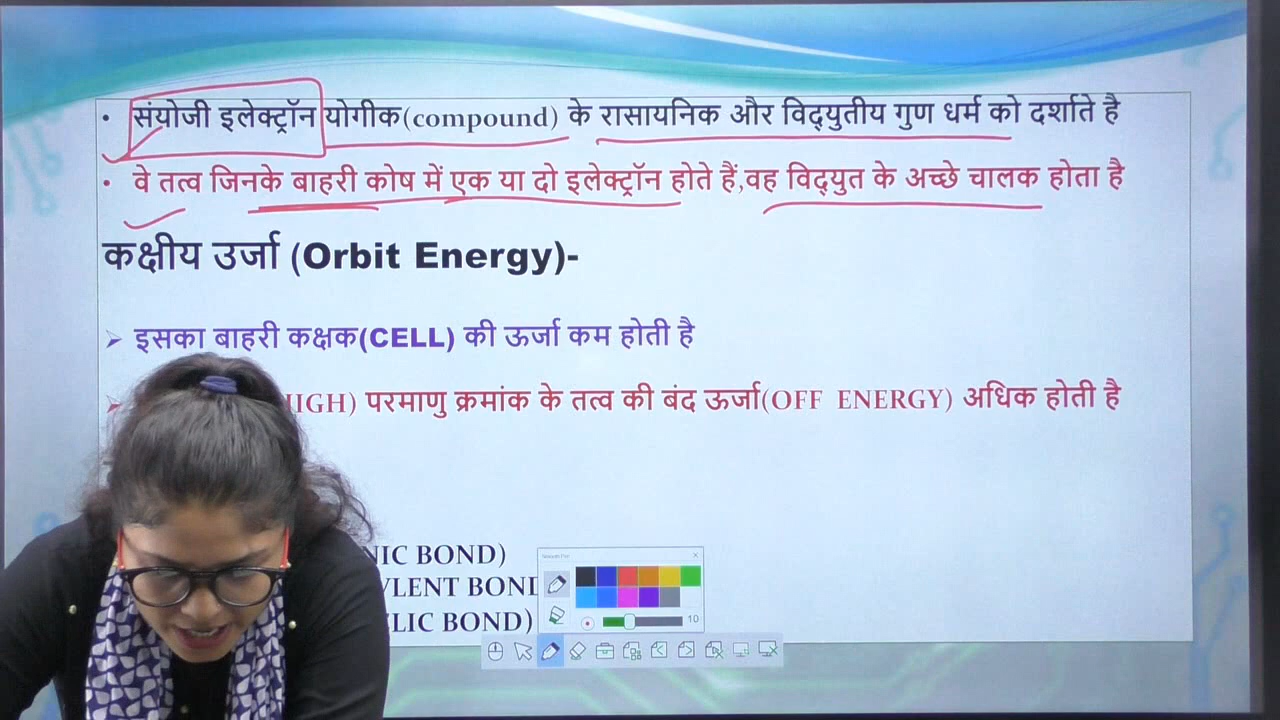 • संयोजी इलेक्ट्रॉन योगीक(compound) के रासायनिक और विद्युतीय गुण धर्म को दर्शाते है
• वे तत्व जिनके बाहरी कोष में एक या दो इलेक्ट्रॉन होते हैं,वह विद्युत के अच्छे चालक होता है
कक्षीय उर्जा (Orbit Energy)-
➢ इसका बाहरी कक्षक(CELL) की ऊर्जा कम होती है
HIGH) परमाणु क्रमांक के तत्व की बंद ऊर्जा(OFF ENERGY) अधिक होती है
NIC BOND)
VLENT BOND
LIC BOND)
10